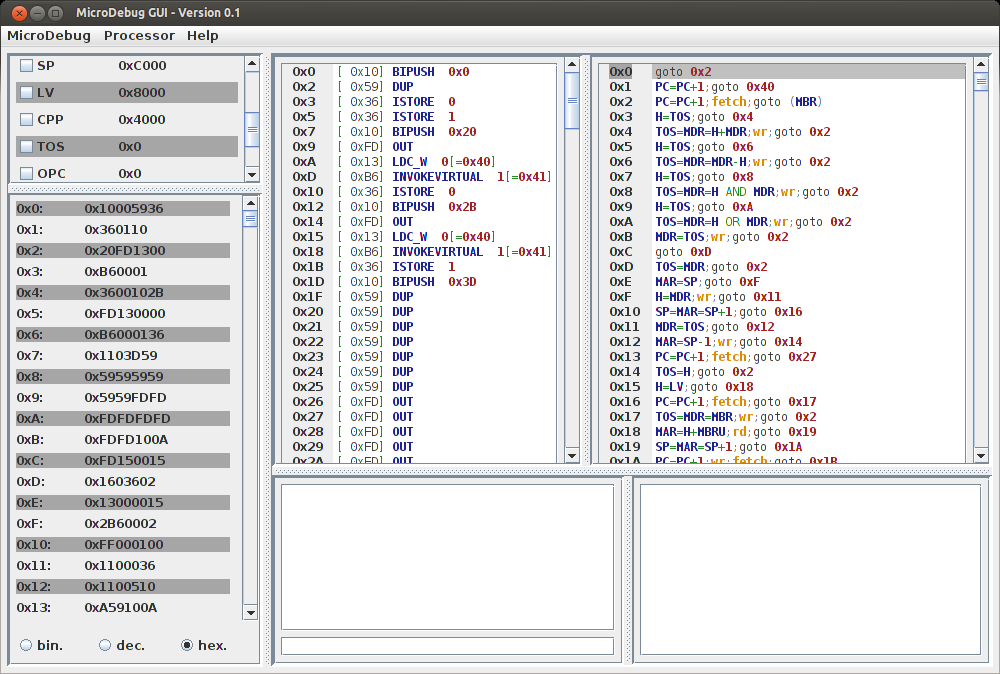 MicroDebug GUI - Version 0.1
MicroDebug Processor Help
SP 0xC000
LV 0x8000
CPP 0x4000
TOS 0x0
OPC 0x0
0x0: 0x10005936
0x1: 0x360110
0x2: 0x20FD1300
0x3: 0xB60001
0x4: 0x3600102B
0x5: 0xFD130000
0x6: 0xB6000136
0x7: 0x1103D59
0x8: 0x59595959
0x9: 0x5959FDFD
0xA: 0xFDFDFDFD
0xB: 0xFDFD100A
0xC: 0xFD150015
0xD: 0x1603602
0xE: 0x13000015
0xF: 0x2B60002
0x10: 0xFF000100
0x11: 0x1100036
0x12: 0x1100510
0x13: 0xA59100A
bin. dec. hex.
0x0 [ 0x10] BIPUSH 0x0
0x2 [ 0x59] DUP
0x3 [ 0x36] ISTORE 0
0x5 [ 0x36] ISTORE 1
0x7 [ 0x10] BIPUSH 0x20
0x9 [ 0xFD] OUT
0xA [ 0x13] LDC_W 0[=0x40]
0xD [ 0xB6] INVOKEVIRTUAL 1[=0x41]
0x10 [ 0x36] ISTORE 0
0x12 [ 0x10] BIPUSH 0x2B
0x14 [ 0xFD] OUT
0x15 [ 0x13] LDC_W 0[=0x40]
0x18 [ 0xB6] INVOKEVIRTUAL 1[=0x41]
0x1B [ 0x36] ISTORE 1
0x1D [ 0x10] BIPUSH 0x3D
0x1F [ 0x59] DUP
0x20 [ 0x59] DUP
0x21 [ 0x59] DUP
0x22 [ 0x59] DUP
0x23 [ 0x59] DUP
0x24 [ 0x59] DUP
0x25 [ 0x59] DUP
0x26 [ 0xFD] OUT
0x27 [ 0xFD] OUT
0x28 [ 0xFD] OUT
0x29 [ 0xFD] OUT
0x2A [ 0xFD] OUT
0x0 goto 0x2
0x1 PC=PC+1;goto 0x40
0x2 PC=PC+1;fetch;goto (MBR)
0x3 H=TOS;goto 0x4
0x4 TOS=MDR=H+MDR;wr;goto 0x2
0x5 H=TOS;goto 0x6
0x6 TOS=MDR=MDR-H;wr;goto 0x2
0x7 H=TOS;goto 0x8
0x8 TOS=MDR=H AND MDR;wr;goto 0x2
0x9 H=TOS;goto 0xA
0xA TOS=MDR=H OR MDR;wr;goto 0x2
0xB MDR=TOS;wr;goto 0x2
0xC goto 0xD
0xD TOS=MDR;goto 0x2
0xE MAR=SP;goto 0xF
0xF H=MDR;wr;goto 0x11
0x10 SP=MAR=SP+1;goto 0x16
0x11 MDR=TOS;goto 0x12
0x12 MAR=SP-1;wr;goto 0x14
0x13 PC=PC+1;fetch;goto 0x27
0x14 TOS=H;goto 0x2
0x15 H=LV;goto 0x18
0x16 PC=PC+1;fetch;goto 0x17
0x17 TOS=MDR=MBR;wr;goto 0x2
0x18 MAR=H+MBRU;rd;goto 0x19
0x19 SP=MAR=SP+1;goto 0x1A
0x1A PC=PC+1;wr;fetch;goto 0x1B